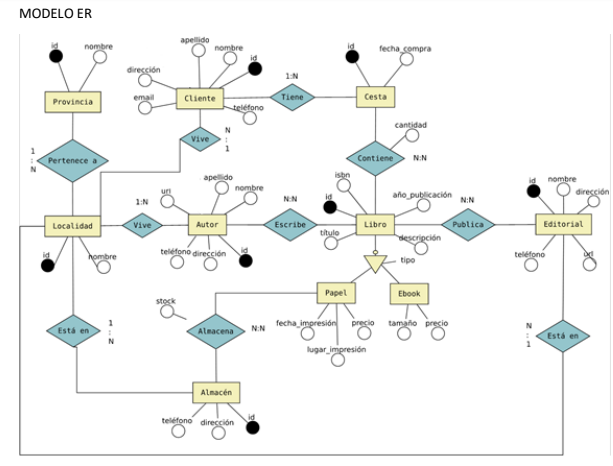 MODELO ER
id
nombre
Provincia
apellido
nombre
id
dirección
email
Cliente
teléfono
1:N
Tiene
id
fecha_compra
Cesta
cantidad
Contiene
N:N
Vive
N
:
1
1
:
N
Pertenece a
Localidad
id
nombre
1:N
Vive
uri
apellido
nombre
Autor
teléfono
dirección
id
N:N
Escribe
isbn
id
año_publicación
título
Libro
descripción
tipo
N:N
Publica
id
nombre
dirección
Editorial
teléfono
url
Papel
Ebook
fecha_impresión
precio
lugar_impresión
tamaño
precio
stock
Almacena
N:N
Está en
1
:
N
N
:
1
Está en
Almacén
teléfono
dirección
id